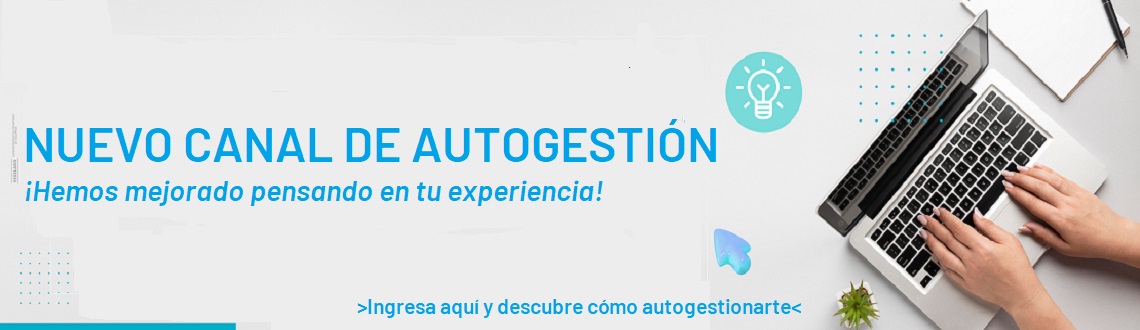 NUEVO CANAL DE AUTOGESTIÓN
¡Hemos mejorado pensando en tu experiencia!
>Ingresa aquí y descubre cómo autogestionarte<